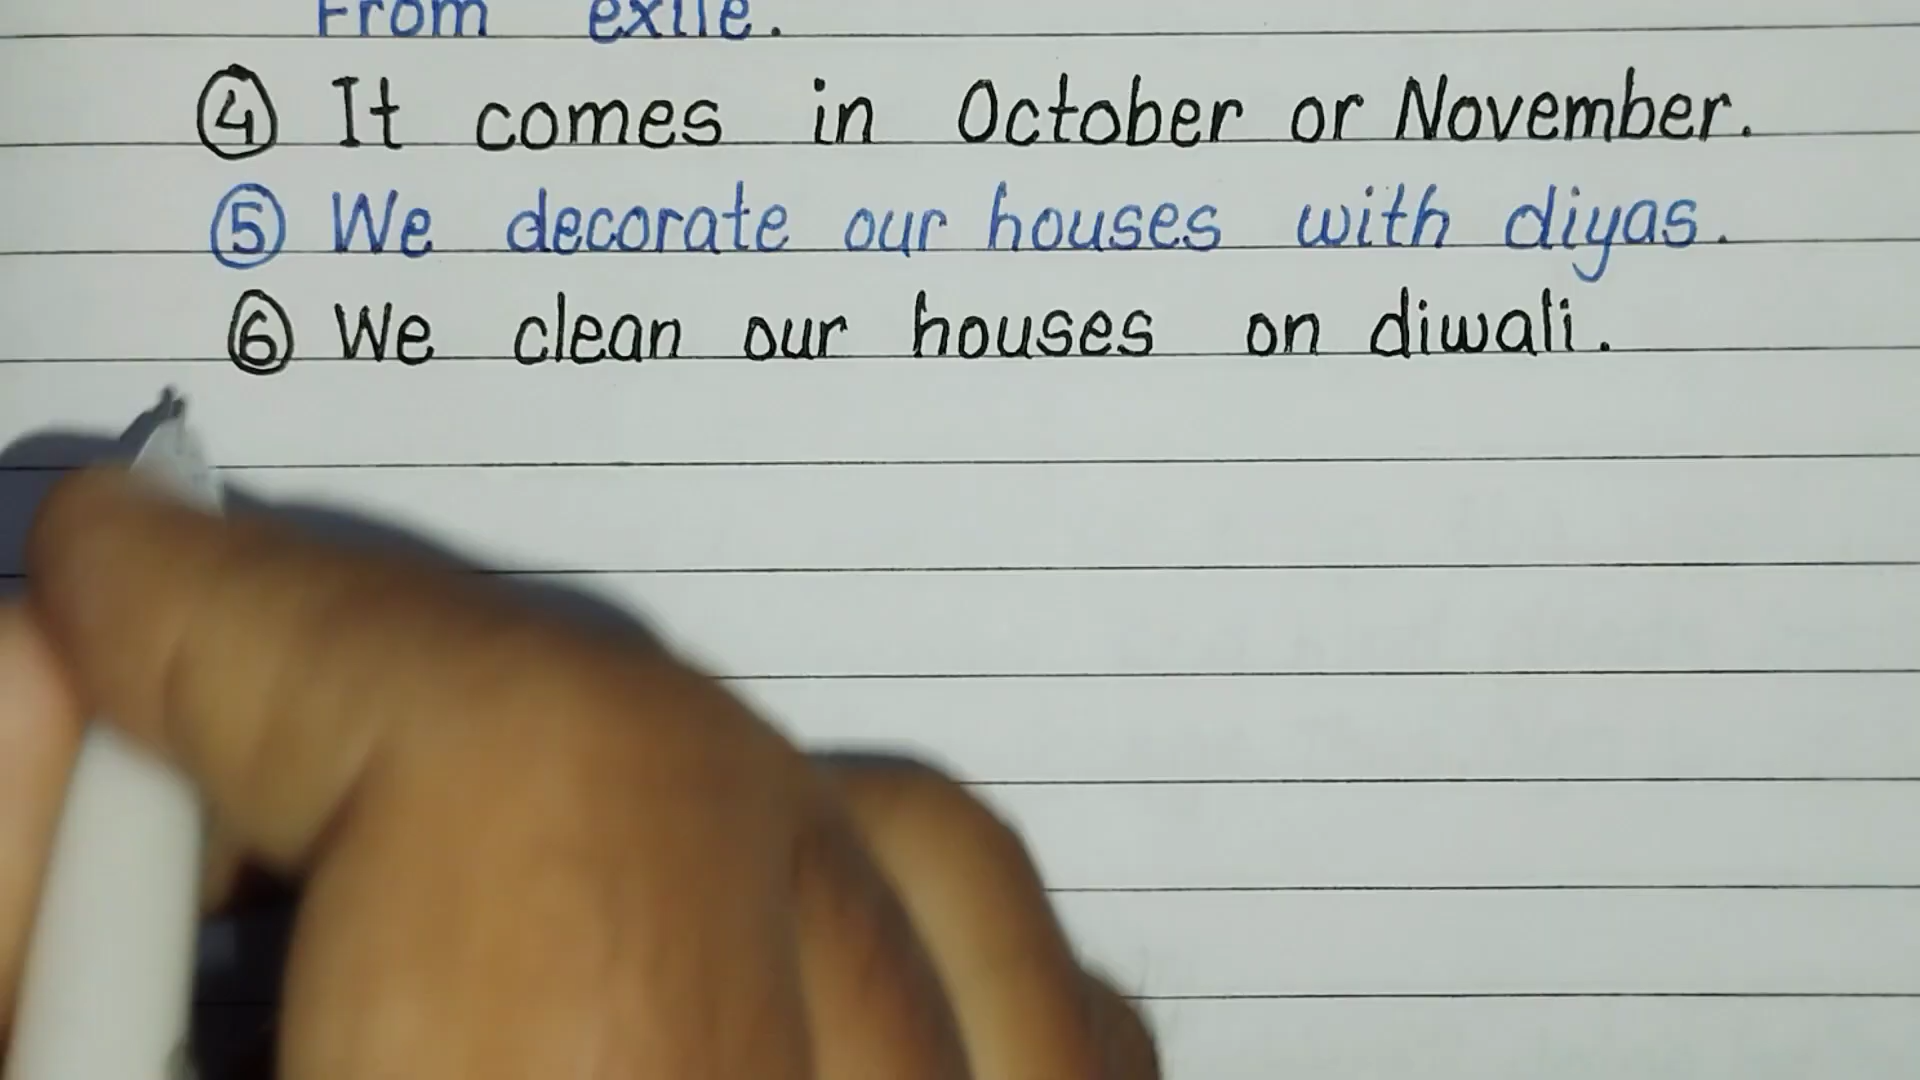 From exile.
④ It comes in October or November.
⑤ We decorate our houses with diyas.
⑥ We clean our houses on diwali.